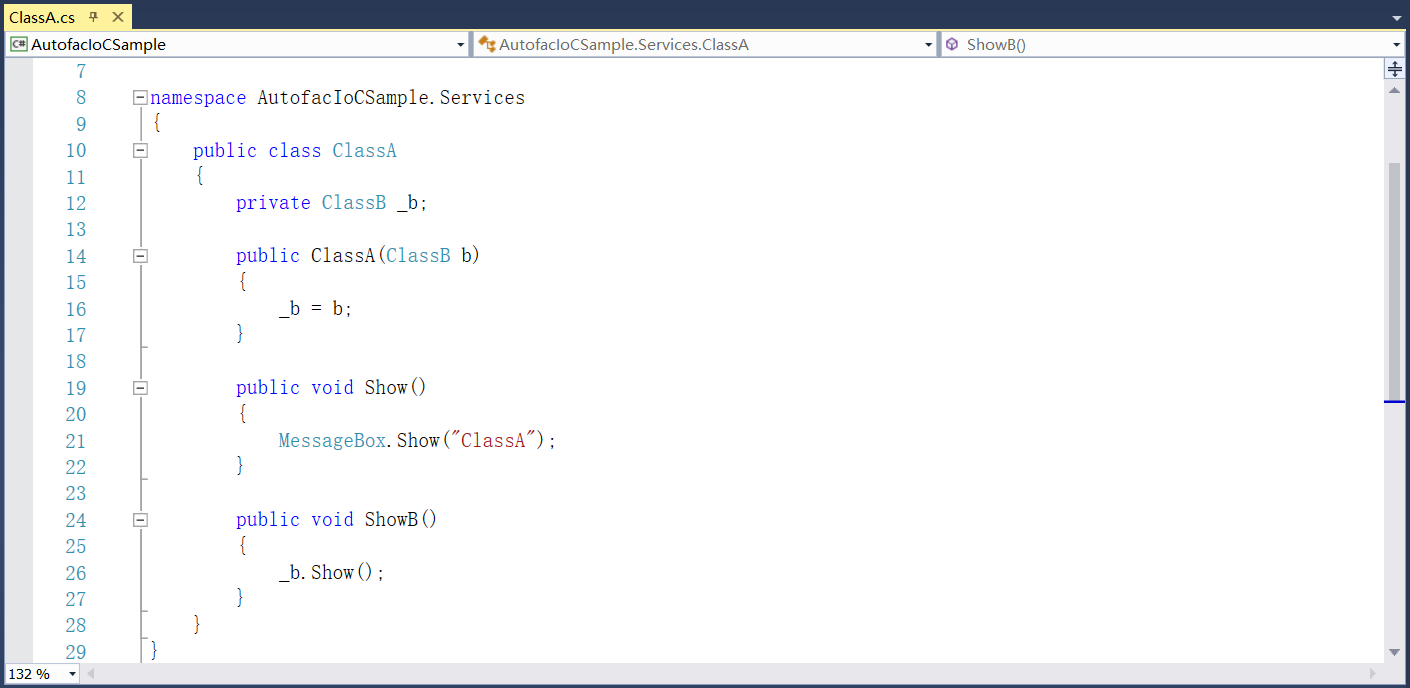 ClassA.cs
AutofacIoCSample AutofacIoCSample.Services.ClassA ShowB()
7
8 namespace AutofacIoCSample.Services
9 {
10 public class ClassA
11 {
12 private ClassB _b;
13
14 public ClassA(ClassB b)
15 {
16 _b = b;
17 }
18
19 public void Show()
20 {
21 MessageBox.Show("ClassA");
22 }
23
24 public void ShowB()
25 {
26 _b.Show();
27 }
28 }
29 }
132 %